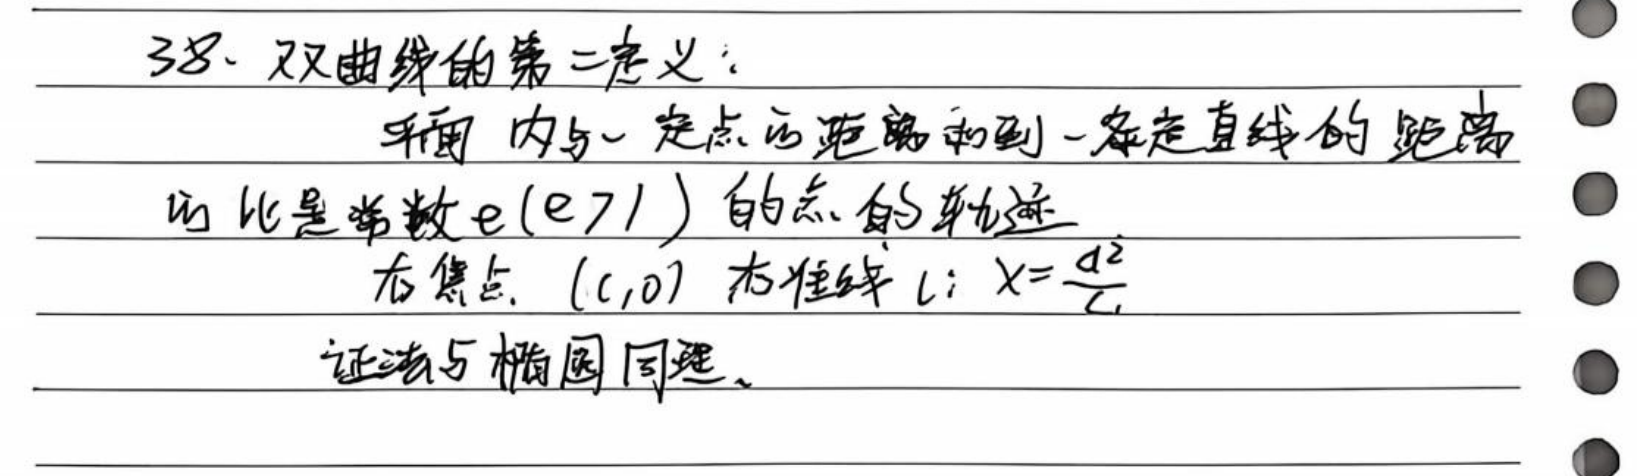 38、双曲线的第二定义:
平面内与一定点的距离和到一条定直线的距离
的比是常数e(e>1)的点的轨迹
右焦点(c,0) 右准线l: x=a²/c
证法与椭圆同理、